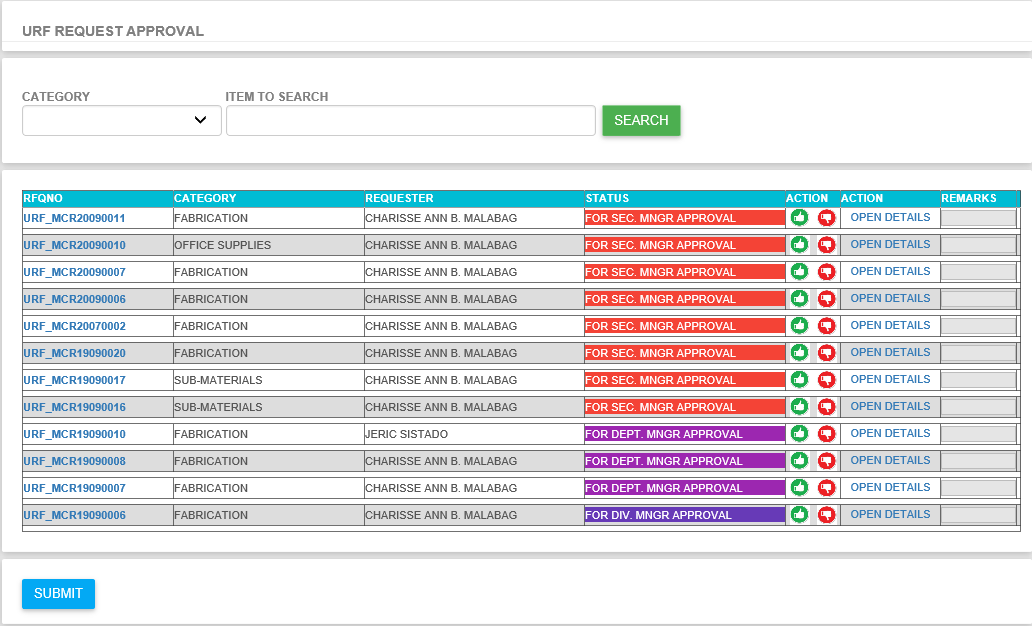 URF REQUEST APPROVAL
CATEGORY ITEM TO SEARCH
SEARCH
RFQNO CATEGORY REQUESTER STATUS ACTION ACTION REMARKS
URF_MCR20090011 FABRICATION CHARISSE ANN B. MALABAG FOR SEC. MNGR APPROVAL OPEN DETAILS
URF_MCR20090010 OFFICE SUPPLIES CHARISSE ANN B. MALABAG FOR SEC. MNGR APPROVAL OPEN DETAILS
URF_MCR20090007 FABRICATION CHARISSE ANN B. MALABAG FOR SEC. MNGR APPROVAL OPEN DETAILS
URF_MCR20090006 FABRICATION CHARISSE ANN B. MALABAG FOR SEC. MNGR APPROVAL OPEN DETAILS
URF_MCR20070002 FABRICATION CHARISSE ANN B. MALABAG FOR SEC. MNGR APPROVAL OPEN DETAILS
URF_MCR19090020 FABRICATION CHARISSE ANN B. MALABAG FOR SEC. MNGR APPROVAL OPEN DETAILS
URF_MCR19090017 SUB-MATERIALS CHARISSE ANN B. MALABAG FOR SEC. MNGR APPROVAL OPEN DETAILS
URF_MCR19090016 SUB-MATERIALS CHARISSE ANN B. MALABAG FOR SEC. MNGR APPROVAL OPEN DETAILS
URF_MCR19090010 FABRICATION JERIC SISTADO FOR DEPT. MNGR APPROVAL OPEN DETAILS
URF_MCR19090008 FABRICATION CHARISSE ANN B. MALABAG FOR DEPT. MNGR APPROVAL OPEN DETAILS
URF_MCR19090007 FABRICATION CHARISSE ANN B. MALABAG FOR DEPT. MNGR APPROVAL OPEN DETAILS
URF_MCR19090006 FABRICATION CHARISSE ANN B. MALABAG FOR DIV. MNGR APPROVAL OPEN DETAILS
SUBMIT